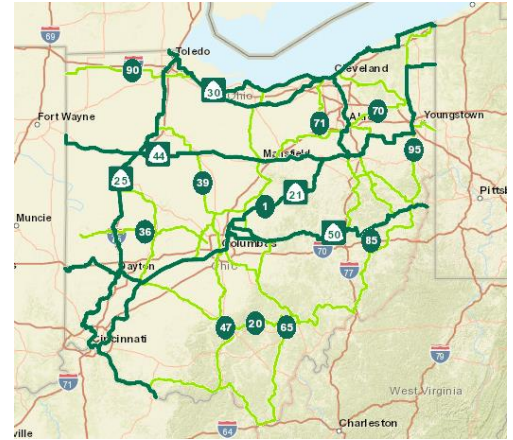 69
80
90
Toledo
Cleveland
30
Ohio
Fort Wayne
71
70
Youngstown
44
Mansfield
95
25
39
21
Pittsb
1
Muncie
36
50
Columbus
70
85
Dayton
Ohio
77
47
20
65
Cincinnati
79
71
West Virginia
ville
64
Charleston